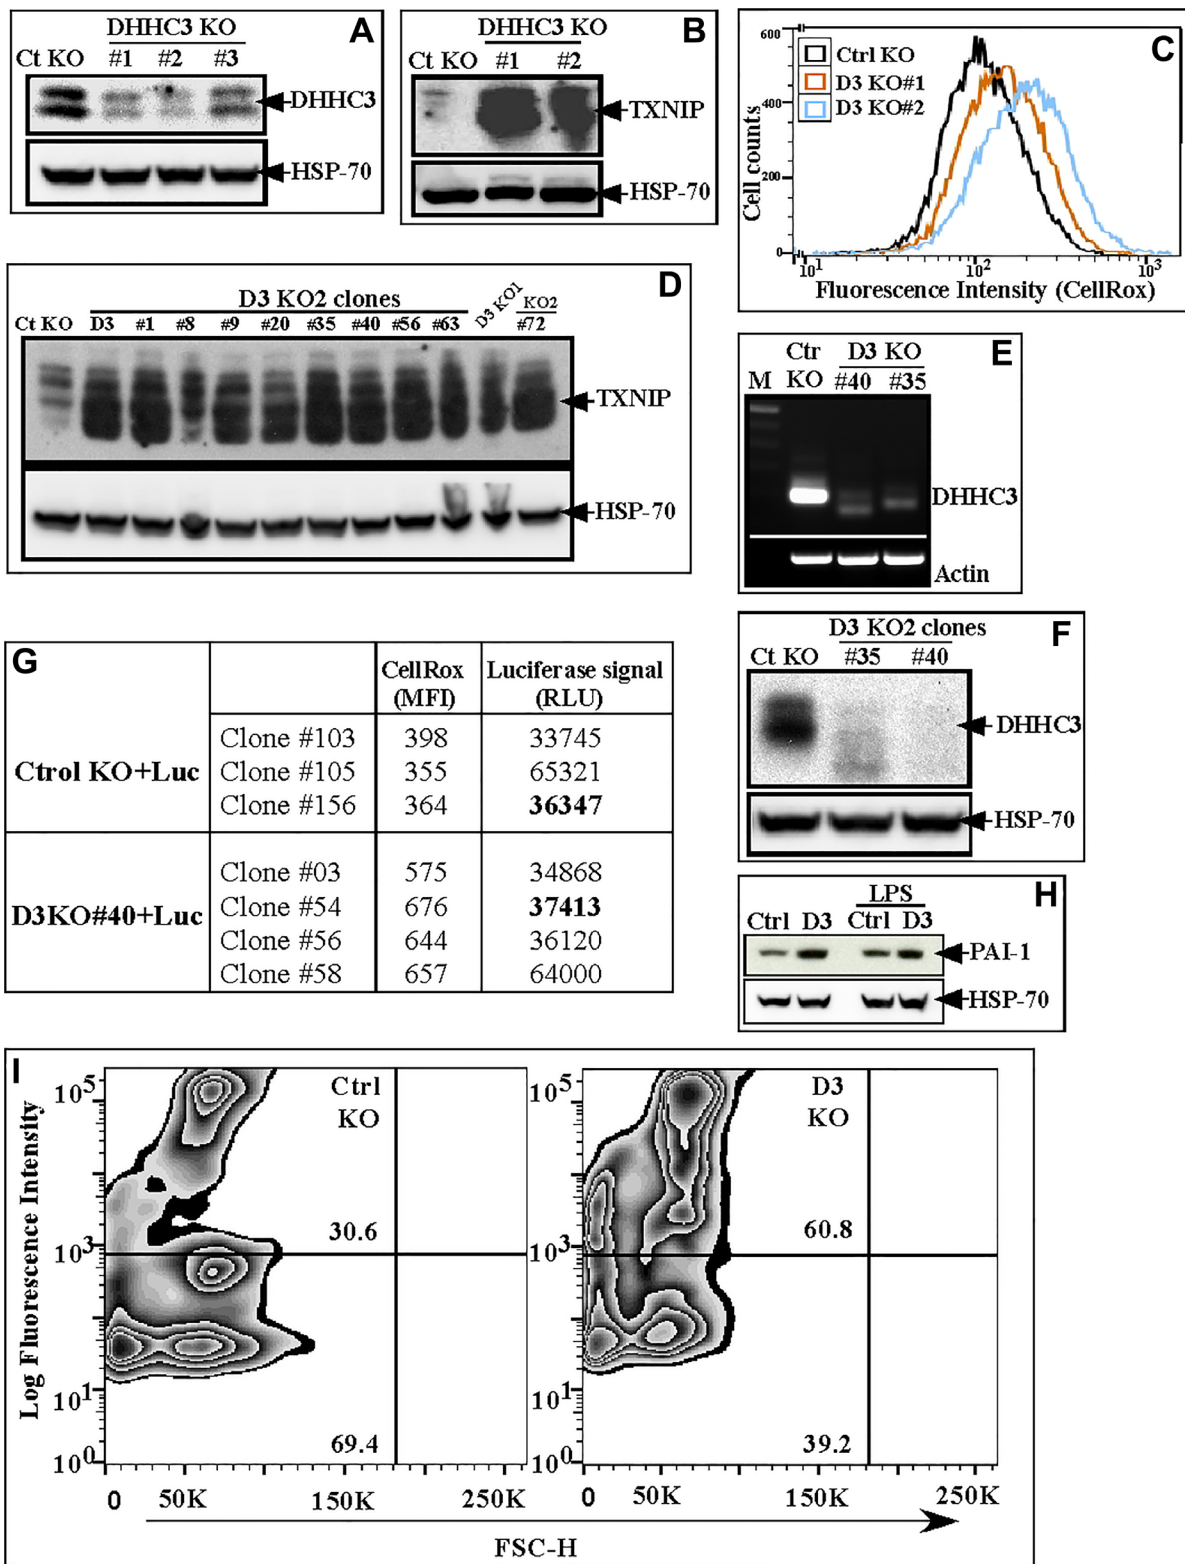 A
DHHC3 KO
Ct KO #1 #2 #3
DHHC3
HSP-70
B
DHHC3 KO
Ct KO #1 #2
TXNIP
HSP-70
C
600
400
200
0
Cell counts
Ctrl KO
D3 KO#1
D3 KO#2
10¹ 10² 10³
Fluorescence Intensity (CellRox)
D
D3 KO2 clones D3 KO1 KO2
Ct KO D3 #1 #8 #9 #20 #35 #40 #56 #63 #72
TXNIP
HSP-70
E
Ctr D3 KO
M KO #40 #35
DHHC3
Actin
F
D3 KO2 clones
Ct KO #35 #40
DHHC3
HSP-70
G
CellRox (MFI) Luciferase signal (RLU)
Ctrol KO+Luc
Clone #103 398 33745
Clone #105 355 65321
Clone #156 364 36347
D3KO#40+Luc
Clone #03 575 34868
Clone #54 676 37413
Clone #56 644 36120
Clone #58 657 64000
H
LPS
Ctrl D3 Ctrl D3
PAI-1
HSP-70
I
Log Fluorescence Intensity
10⁵
10³
10¹
10⁰
Ctrl KO
30.6
69.4
0 50K 150K 250K
10⁵
10³
10¹
10⁰
D3 KO
60.8
39.2
0 50K 150K 250K
FSC-H